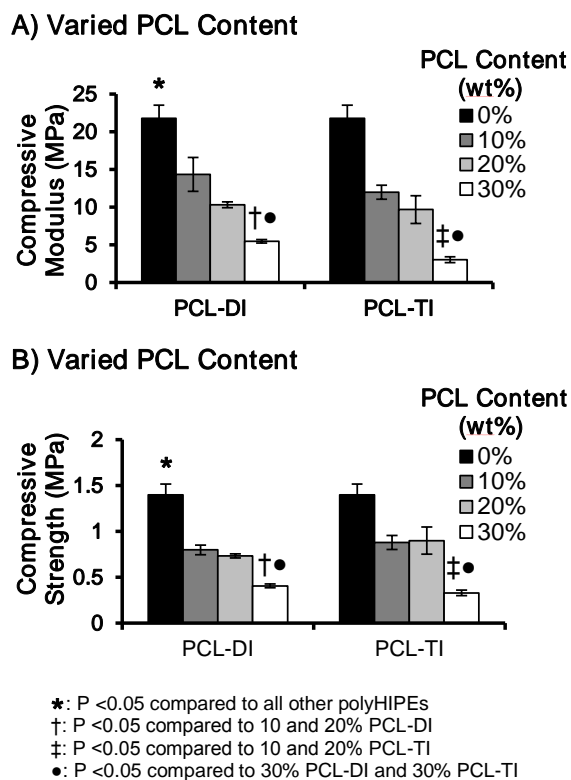 A) Varied PCL Content
PCL Content
(wt%)
0%
10%
20%
30%
Compressive
Modulus (MPa)
25
20
15
10
5
0
*
†●
‡●
PCL-DI
PCL-TI
B) Varied PCL Content
PCL Content
(wt%)
0%
10%
20%
30%
Compressive
Strength (MPa)
2
1.5
1
0.5
0
*
†●
‡●
PCL-DI
PCL-TI
*: P <0.05 compared to all other polyHIPEs
†: P <0.05 compared to 10 and 20% PCL-DI
‡: P <0.05 compared to 10 and 20% PCL-TI
●: P <0.05 compared to 30% PCL-DI and 30% PCL-TI